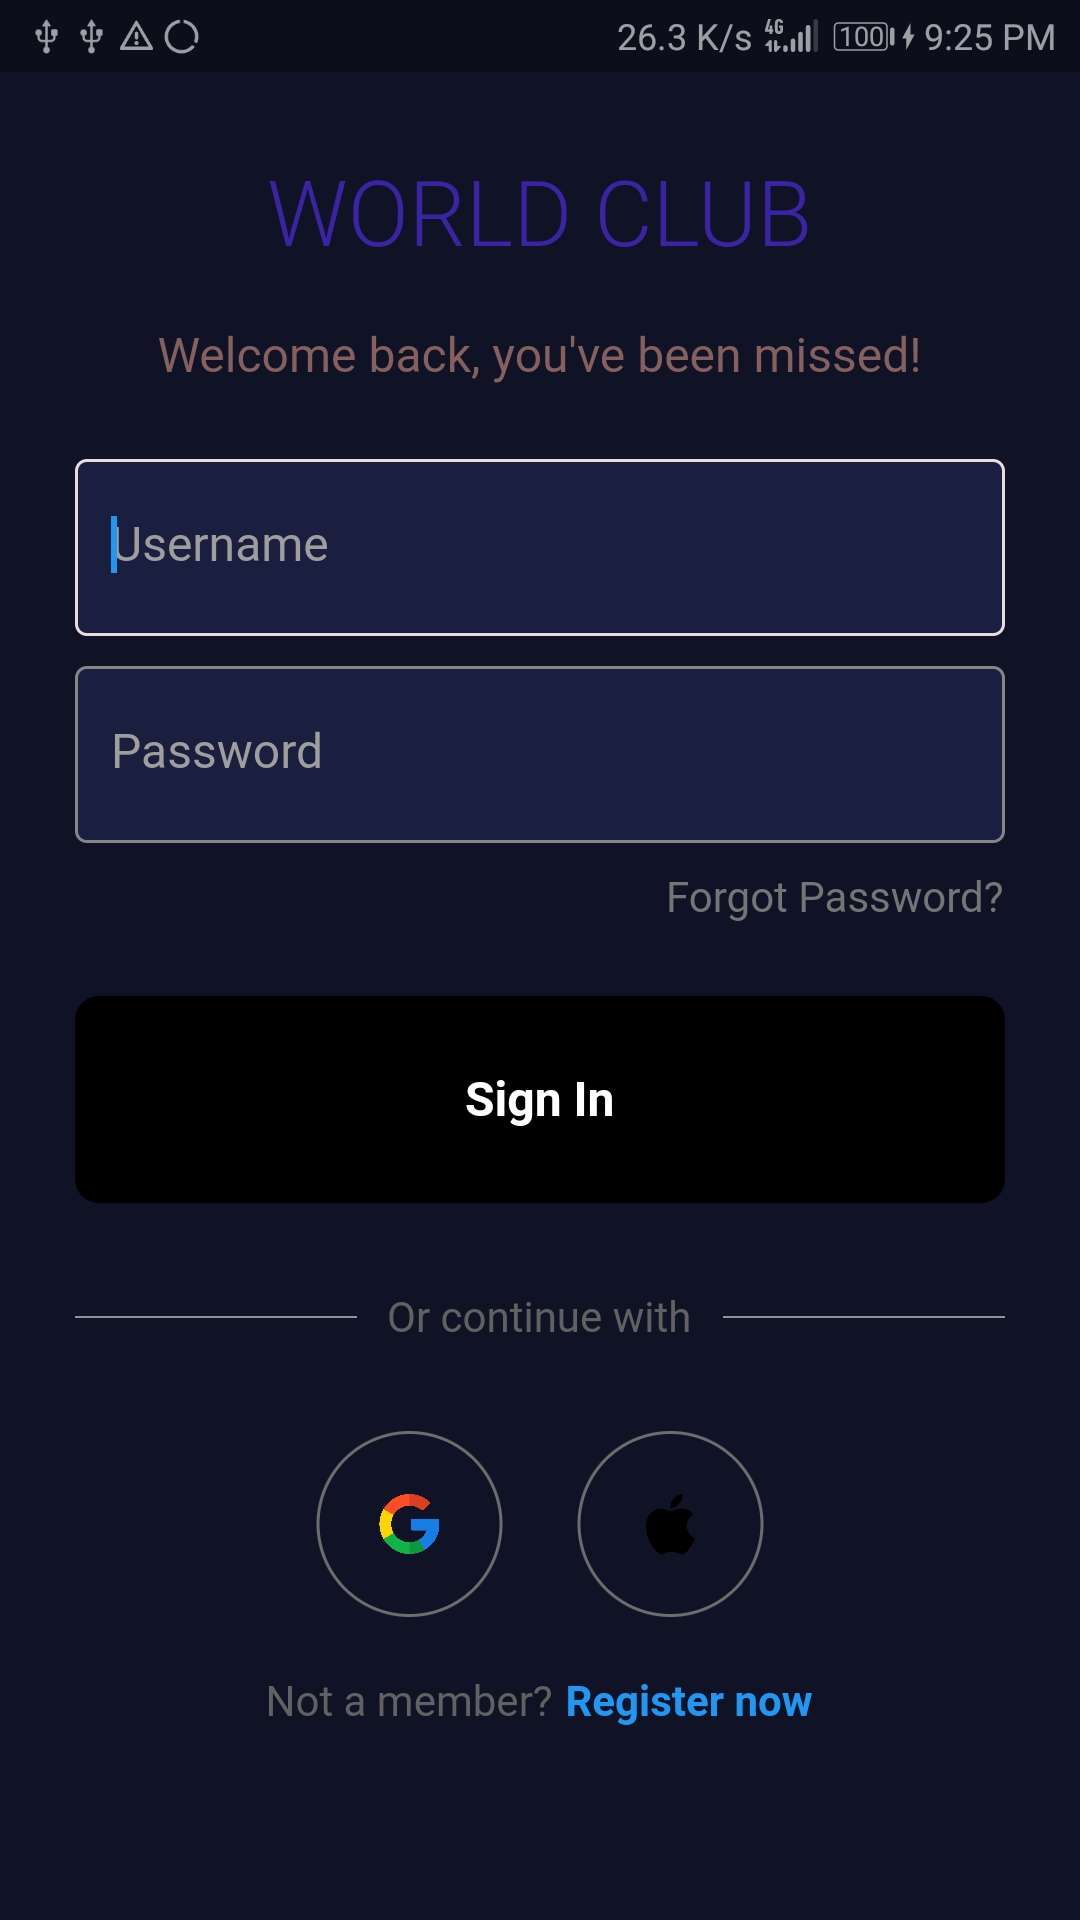 26.3 K/s 4G 100 9:25 PM
WORLD CLUB
Welcome back, you've been missed!
Username
Password
Forgot Password?
Sign In
Or continue with
Not a member? Register now